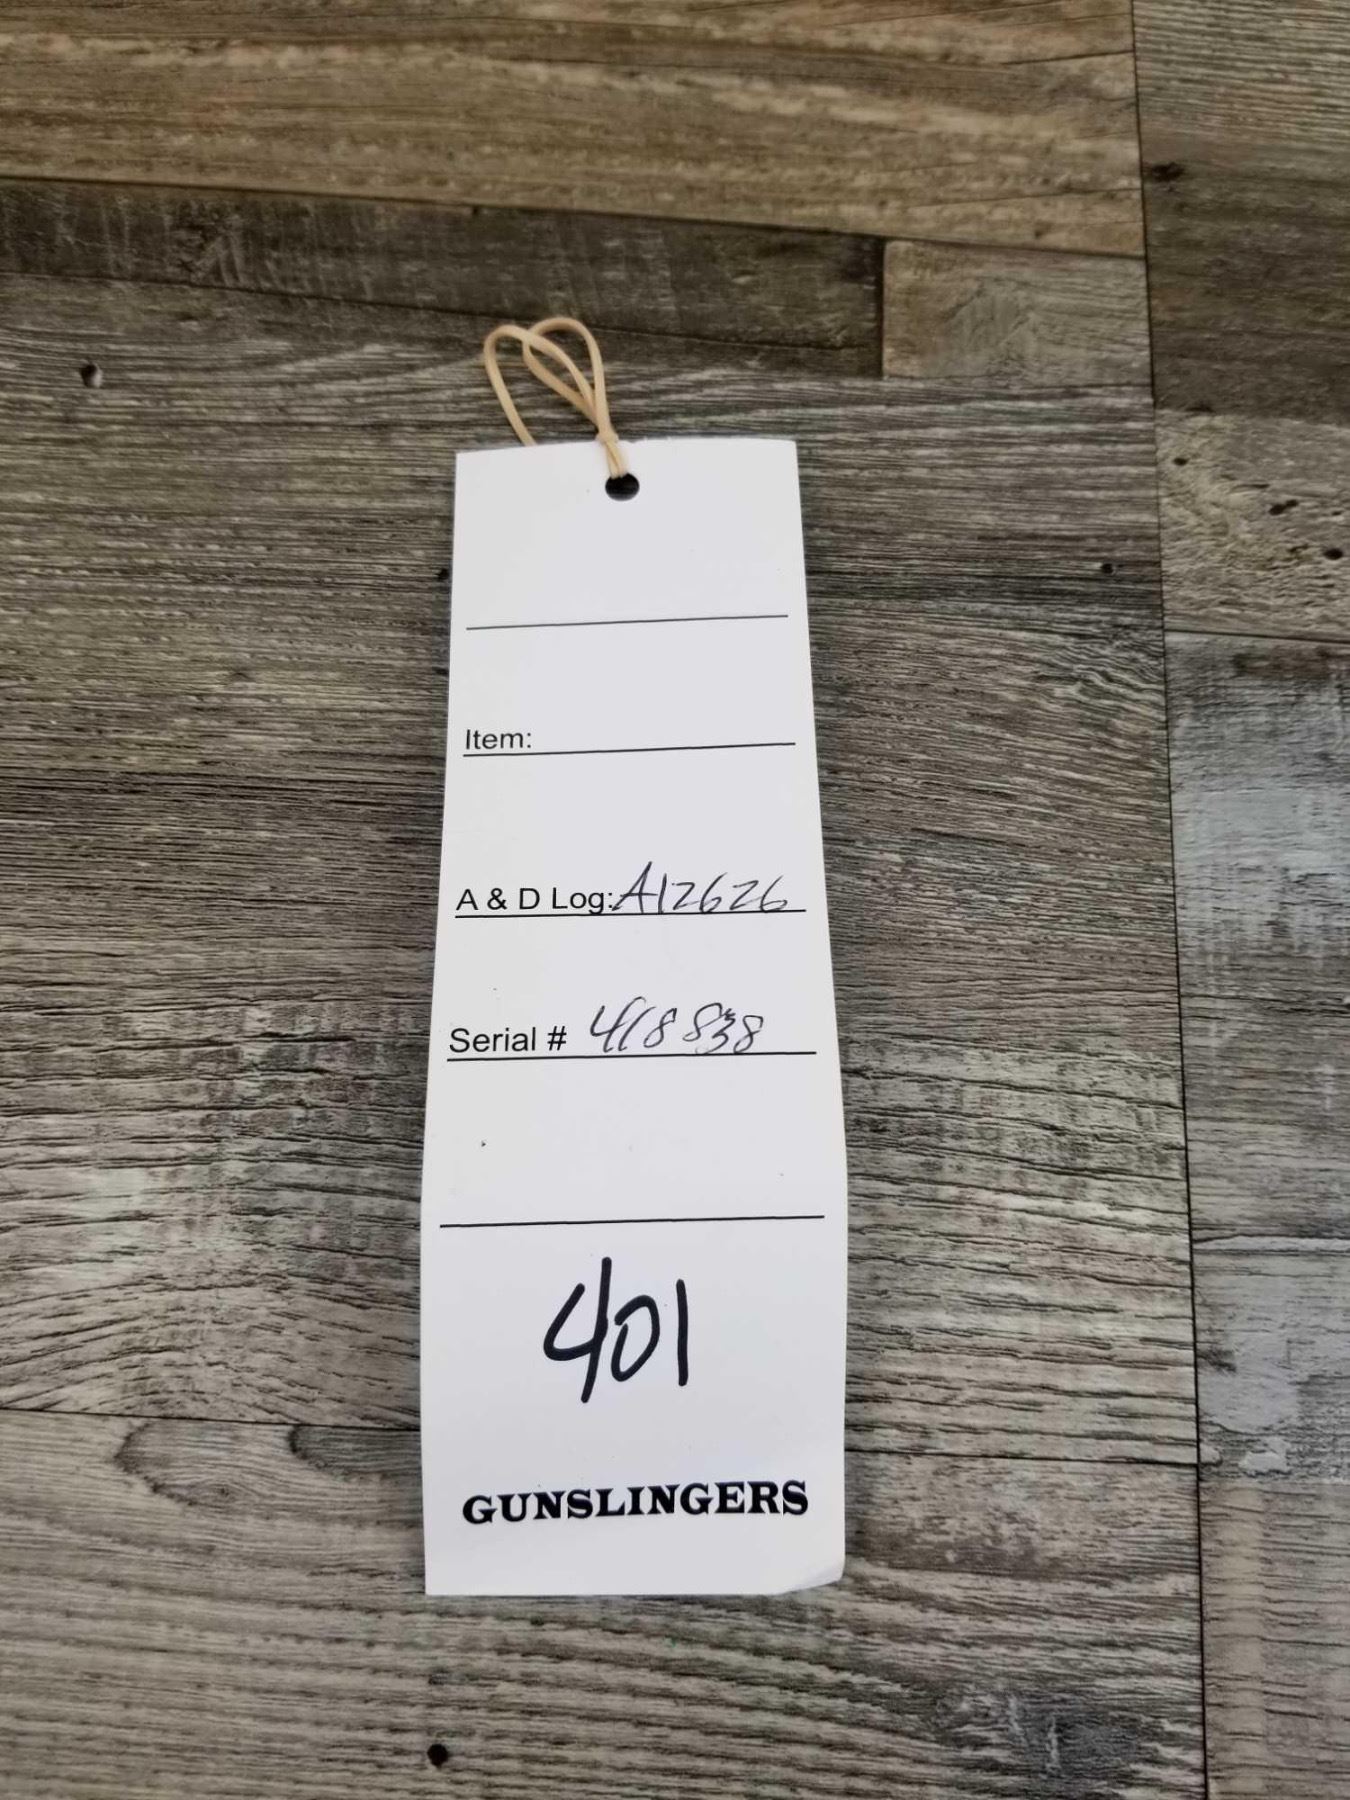 Item:
A & D Log: A12626
Serial # 418838
401
GUNSLINGERS